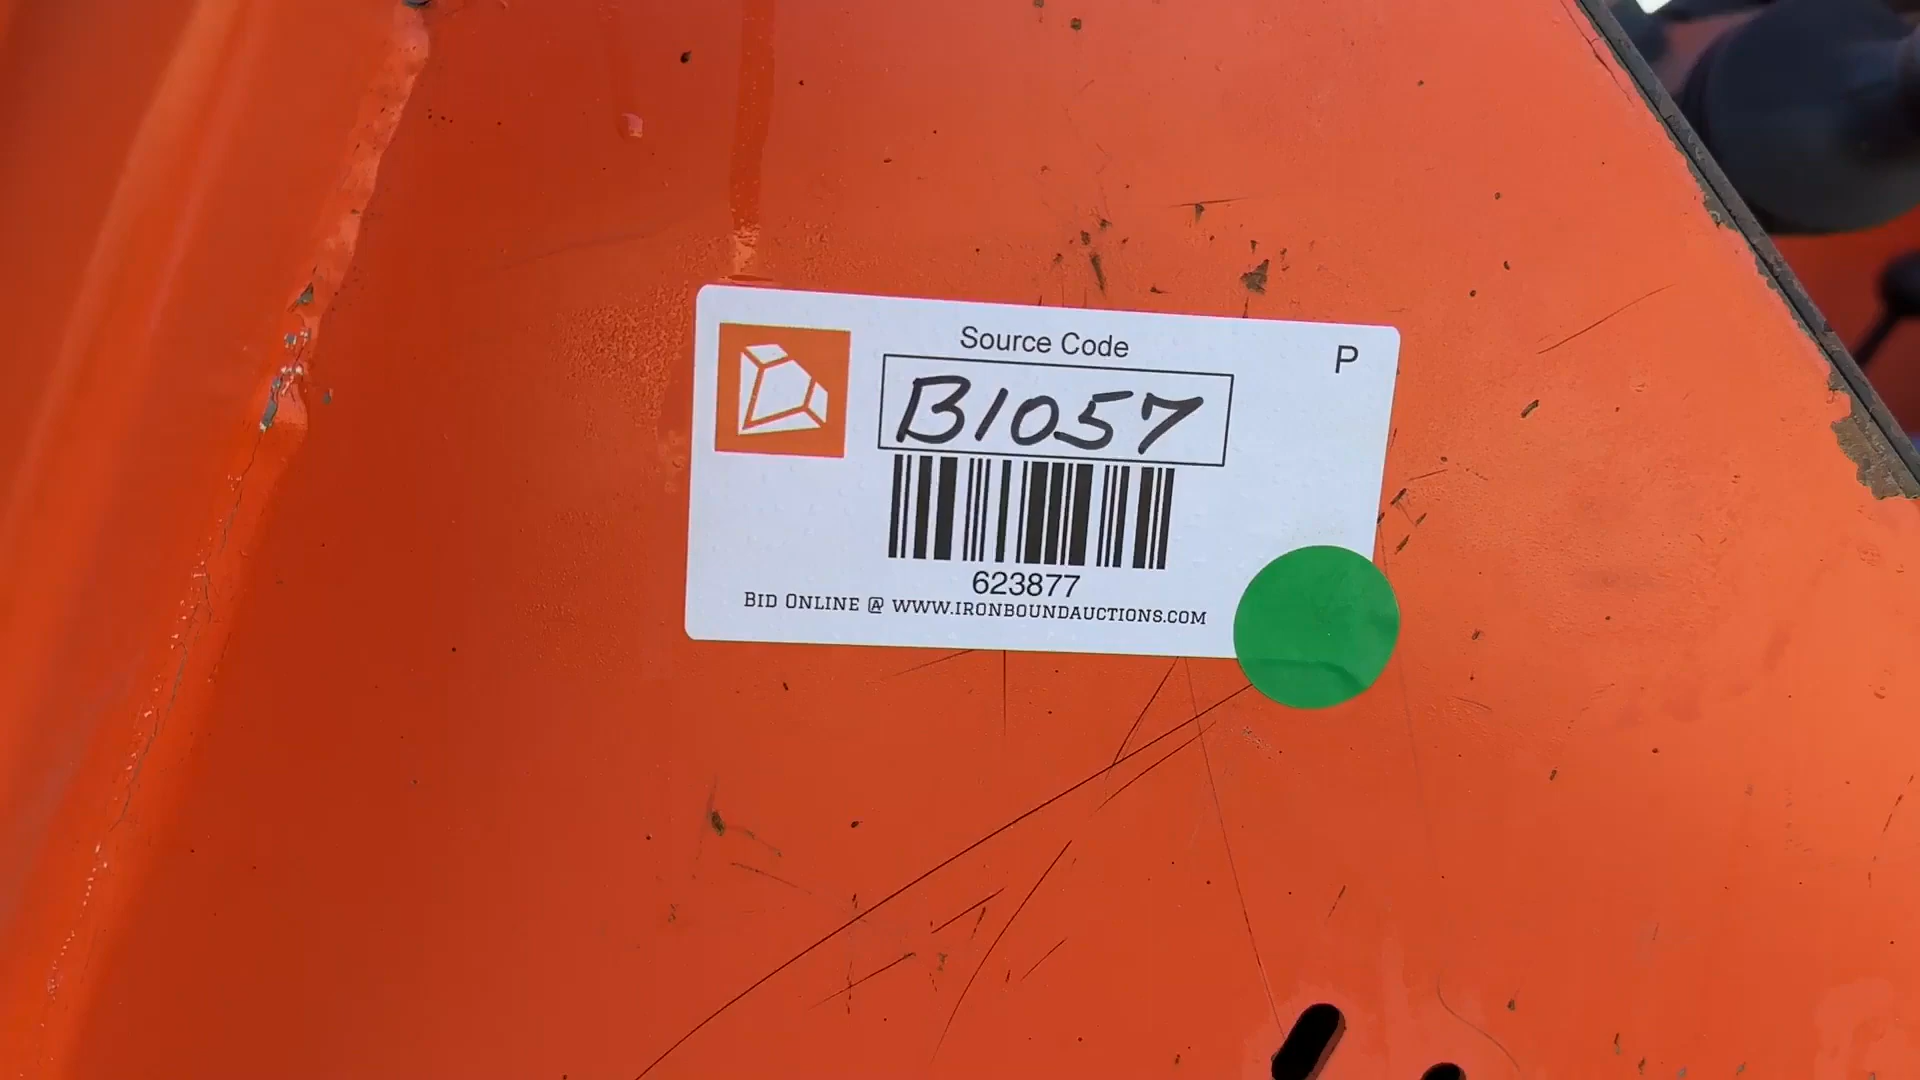 Source Code
P
B1057
623877
BID ONLINE @ WWW.IRONBOUNDAUCTIONS.COM